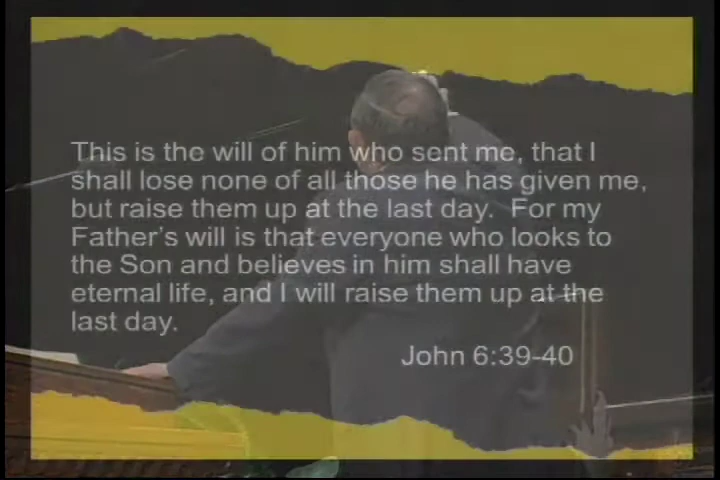 This is the will of him who sent me, that I
shall lose none of all those he has given me,
but raise them up at the last day.  For my
Father's will is that everyone who looks to
the Son and believes in him shall have
eternal life, and I will raise them up at the
last day.
John 6:39-40